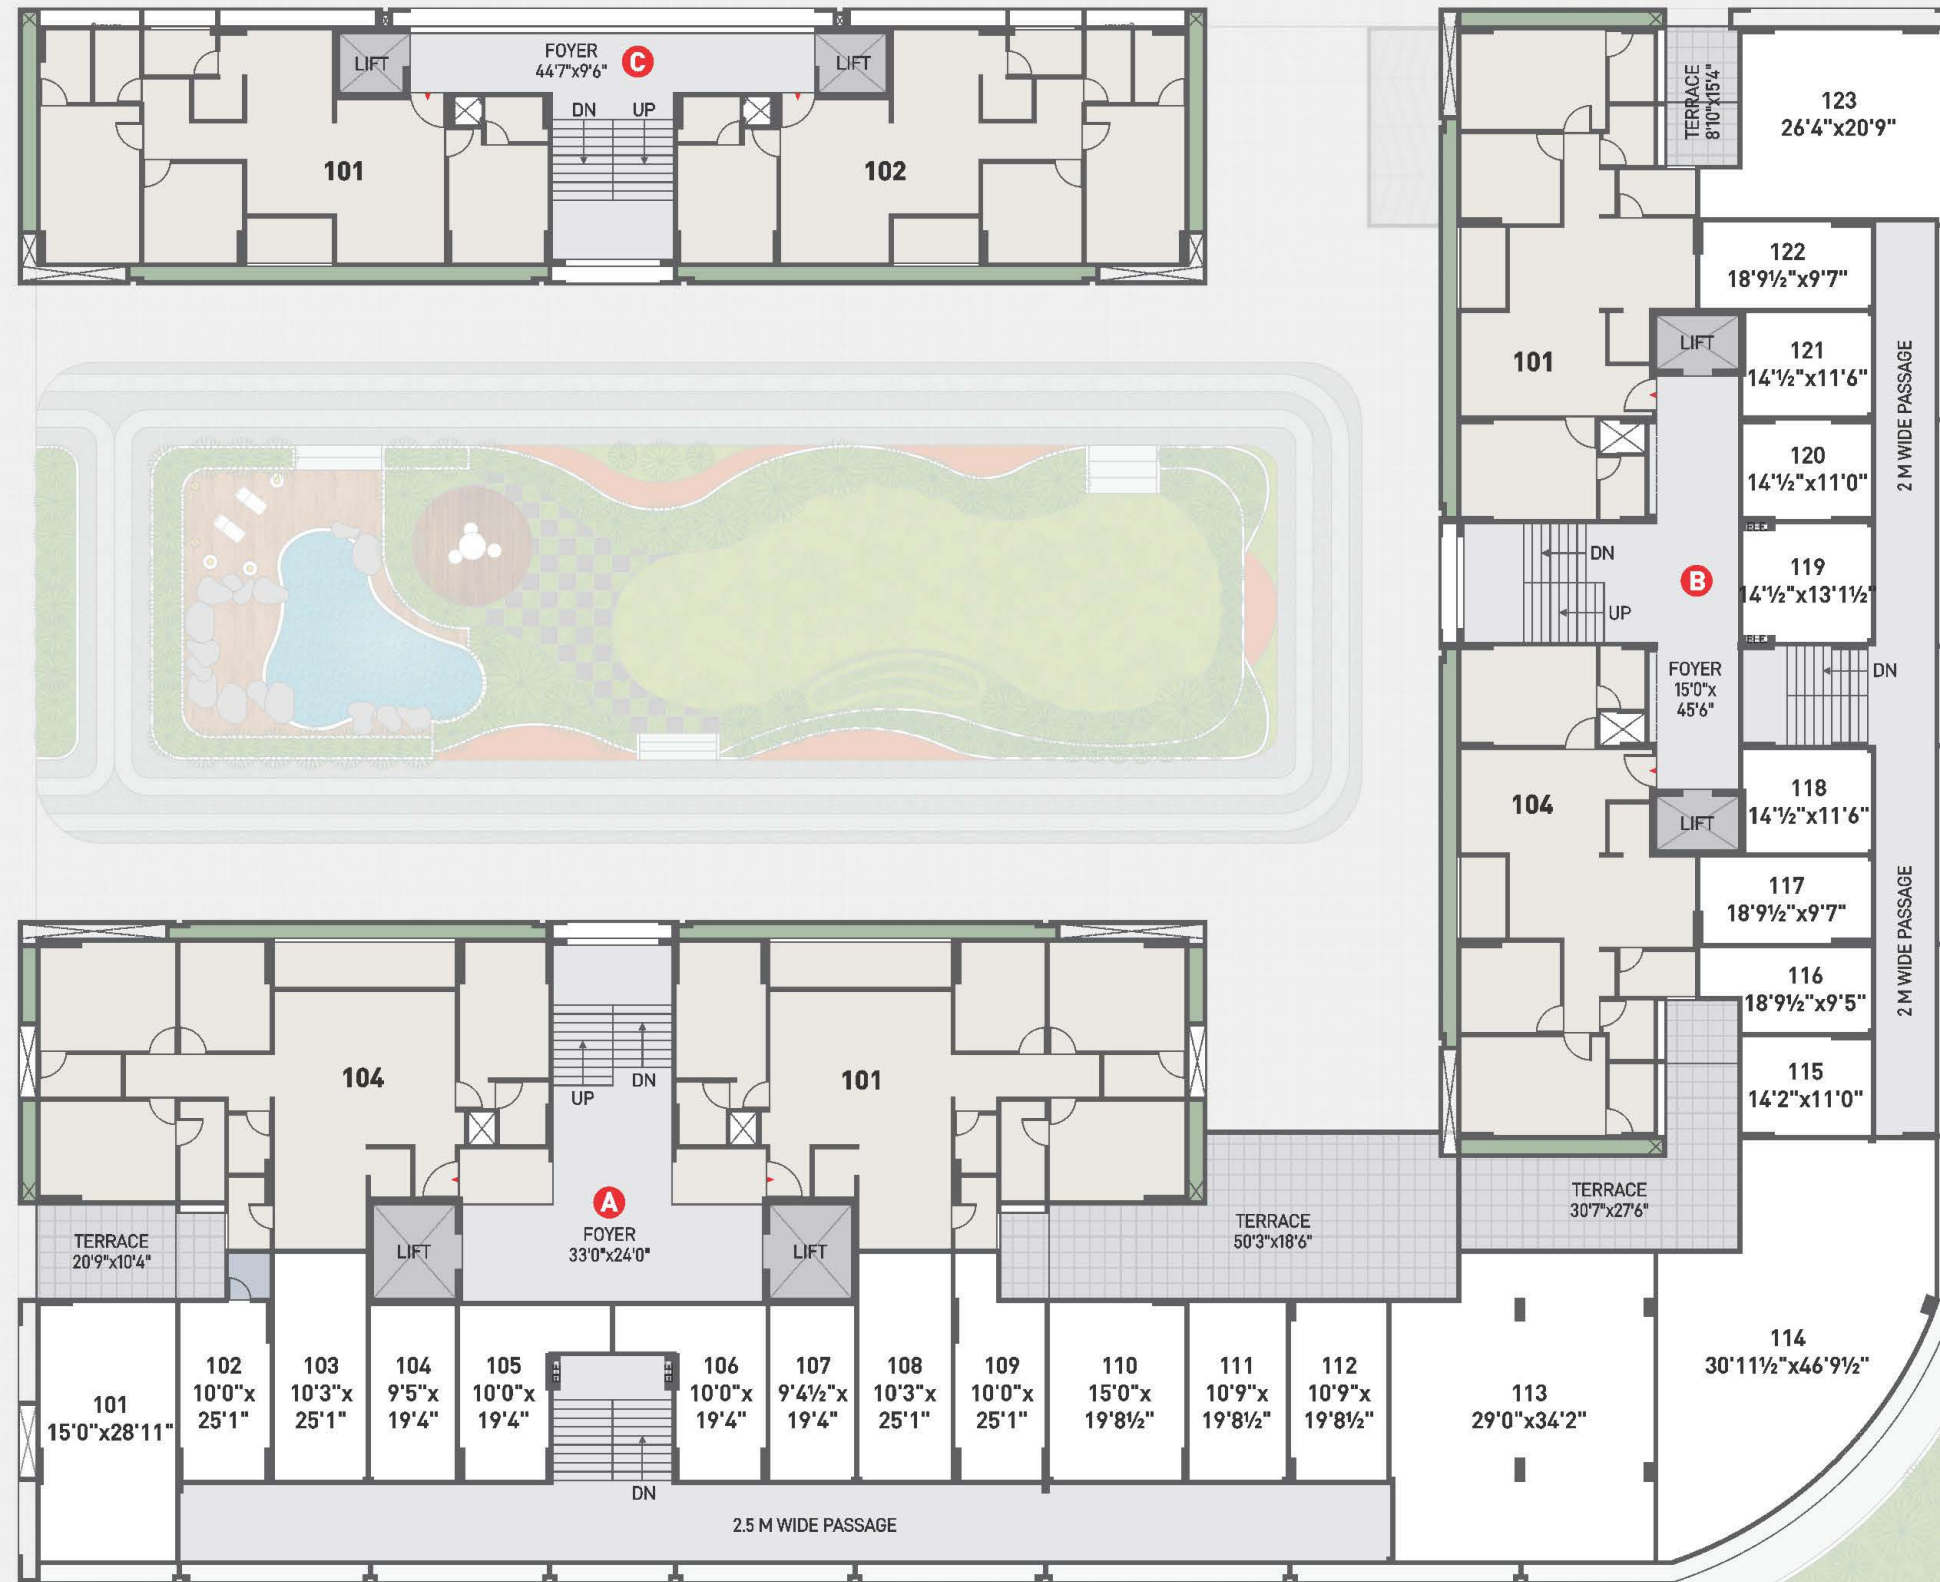 LIFT
FOYER
44'7"x9'6"
C
LIFT
DN
UP
101
102
TERRACE
8'10"x15'4"
123
26'4"x20'9"
122
18'9½"x9'7"
LIFT
121
14'½"x11'6"
101
2 M WIDE PASSAGE
120
14'½"x11'0"
ELE
DN
B
119
14'½"x13'1½"
UP
ELE
FOYER
15'0"x
45'6"
DN
118
14'½"x11'6"
104
LIFT
117
18'9½"x9'7"
2 M WIDE PASSAGE
116
18'9½"x9'5"
115
14'2"x11'0"
104
101
UP
DN
A
FOYER
33'0"x24'0"
LIFT
LIFT
TERRACE
20'9"x10'4"
TERRACE
50'3"x18'6"
TERRACE
30'7"x27'6"
101
15'0"x28'11"
102
10'0"x
25'1"
103
10'3"x
25'1"
104
9'5"x
19'4"
105
10'0"x
19'4"
ELE
ELE
106
10'0"x
19'4"
107
9'4½"x
19'4"
108
10'3"x
25'1"
109
10'0"x
25'1"
110
15'0"x
19'8½"
111
10'9"x
19'8½"
112
10'9"x
19'8½"
113
29'0"x34'2"
114
30'11½"x46'9½"
DN
2.5 M WIDE PASSAGE